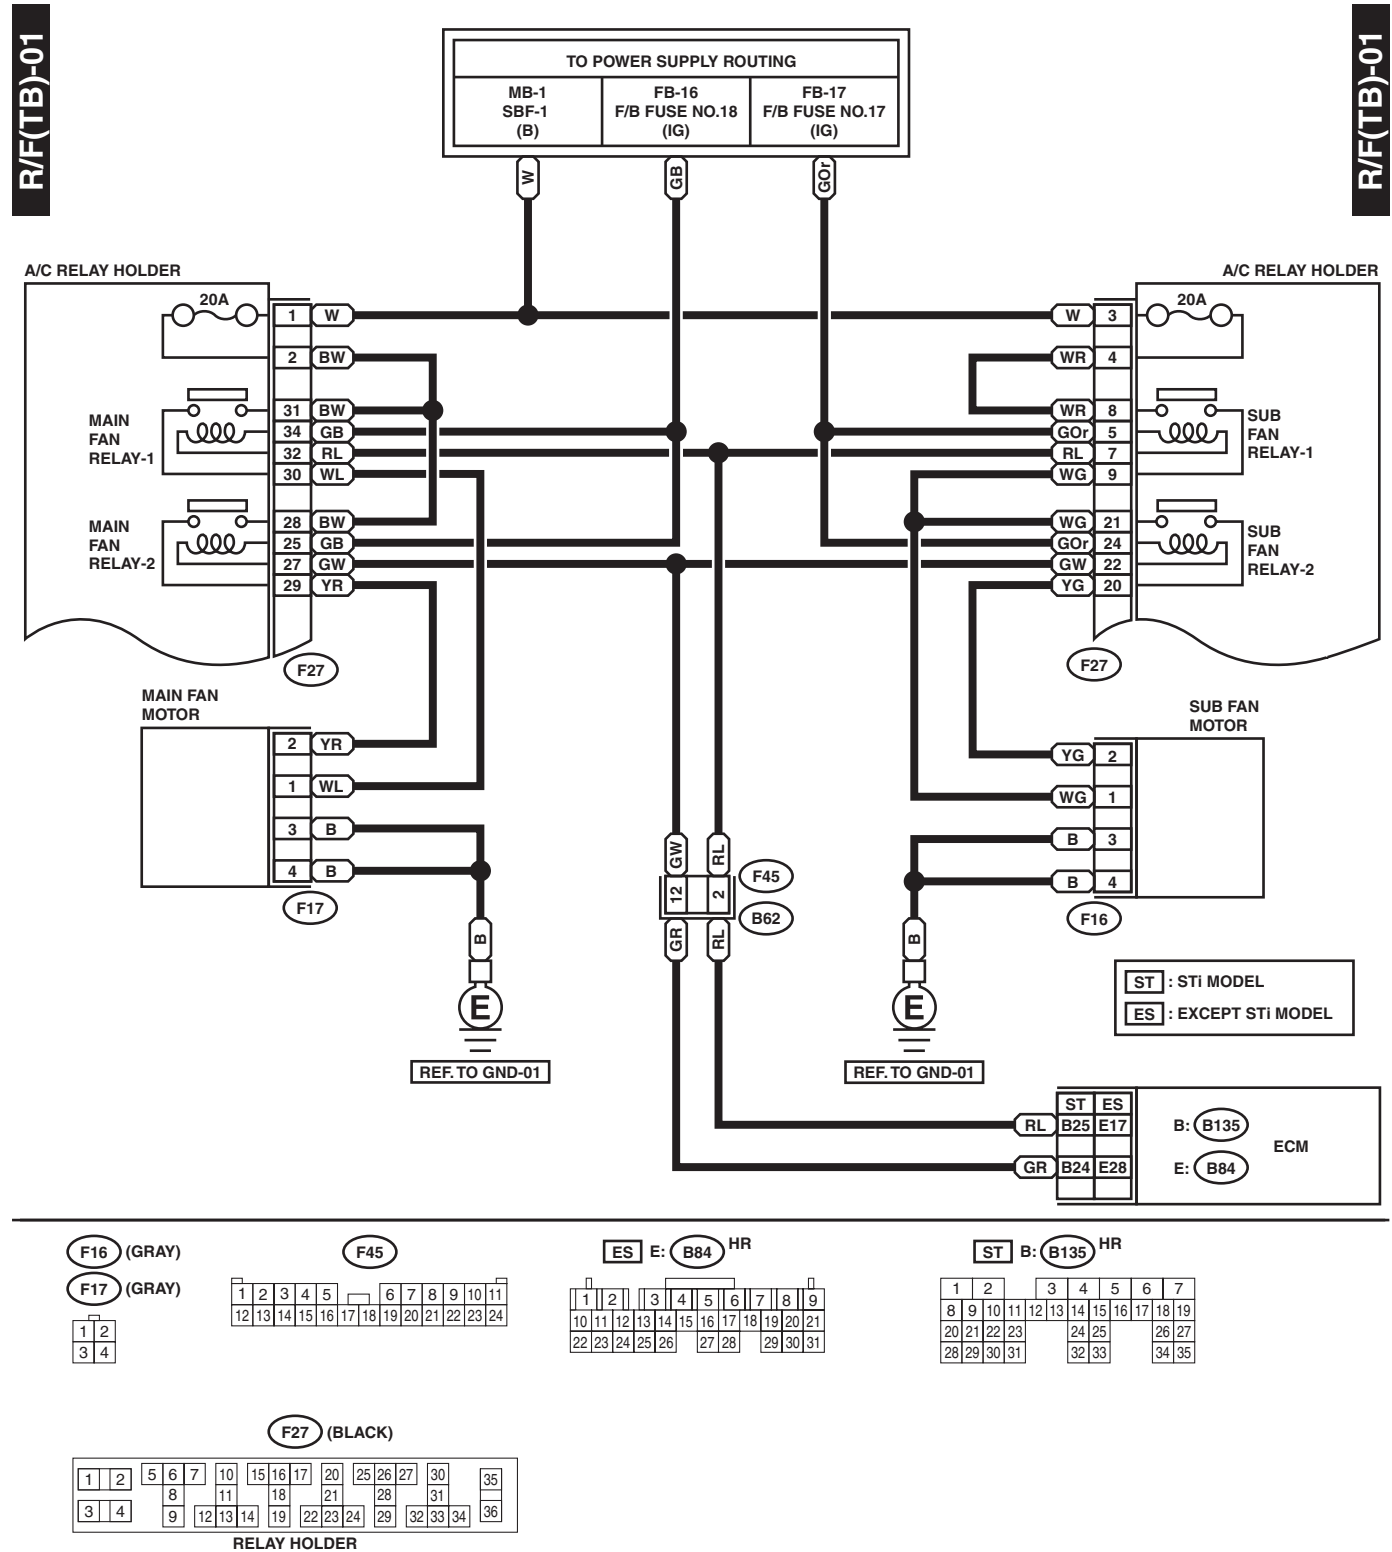 R/F(TB)-01
R/F(TB)-01
TO POWER SUPPLY ROUTING
MB-1 FB-16 FB-17
SBF-1 F/B FUSE NO.18 F/B FUSE NO.17
(B) (IG) (IG)
W GB GOr
A/C RELAY HOLDER
20A
1 W
2 BW
MAIN
FAN
RELAY-1
31 BW
34 GB
32 RL
30 WL
MAIN
FAN
RELAY-2
28 BW
25 GB
27 GW
29 YR
F27
A/C RELAY HOLDER
20A
W 3
WR 4
WR 8
GOr 5
RL 7
WG 9
SUB
FAN
RELAY-1
WG 21
GOr 24
GW 22
YG 20
SUB
FAN
RELAY-2
F27
MAIN FAN
MOTOR
2 YR
1 WL
3 B
4 B
F17
B
E
REF. TO GND-01
GW RL
12 2
F45
B62
GR RL
SUB FAN
MOTOR
YG 2
WG 1
B 3
B 4
F16
B
E
REF. TO GND-01
ST : STi MODEL
ES : EXCEPT STi MODEL
ST ES
RL B25 E17
GR B24 E28
B: B135
E: B84
ECM
F16 (GRAY)
F17 (GRAY)
1 2
3 4
F45
1 2 3 4 5 6 7 8 9 10 11
12 13 14 15 16 17 18 19 20 21 22 23 24
ES E: B84 HR
1 2 3 4 5 6 7 8 9
10 11 12 13 14 15 16 17 18 19 20 21
22 23 24 25 26 27 28 29 30 31
ST B: B135 HR
1 2 3 4 5 6 7
8 9 10 11 12 13 14 15 16 17 18 19
20 21 22 23 24 25 26 27
28 29 30 31 32 33 34 35
F27 (BLACK)
1 2 5 6 7 10 15 16 17 20 25 26 27 30 35
8 11 18 21 28 31
3 4 9 12 13 14 19 22 23 24 29 32 33 34 36
RELAY HOLDER